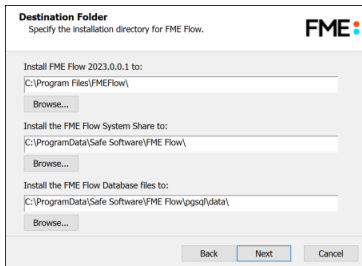 Destination Folder
Specify the installation directory for FME Flow.
FME
Install FME Flow 2023.0.0.1 to:
C:\Program Files\FMEFlow\
Browse...
Install the FME Flow System Share to:
C:\ProgramData\Safe Software\FME Flow\
Browse...
Install the FME Flow Database files to:
C:\ProgramData\Safe Software\FME Flow\pgsql\data\
Browse...
Back Next Cancel